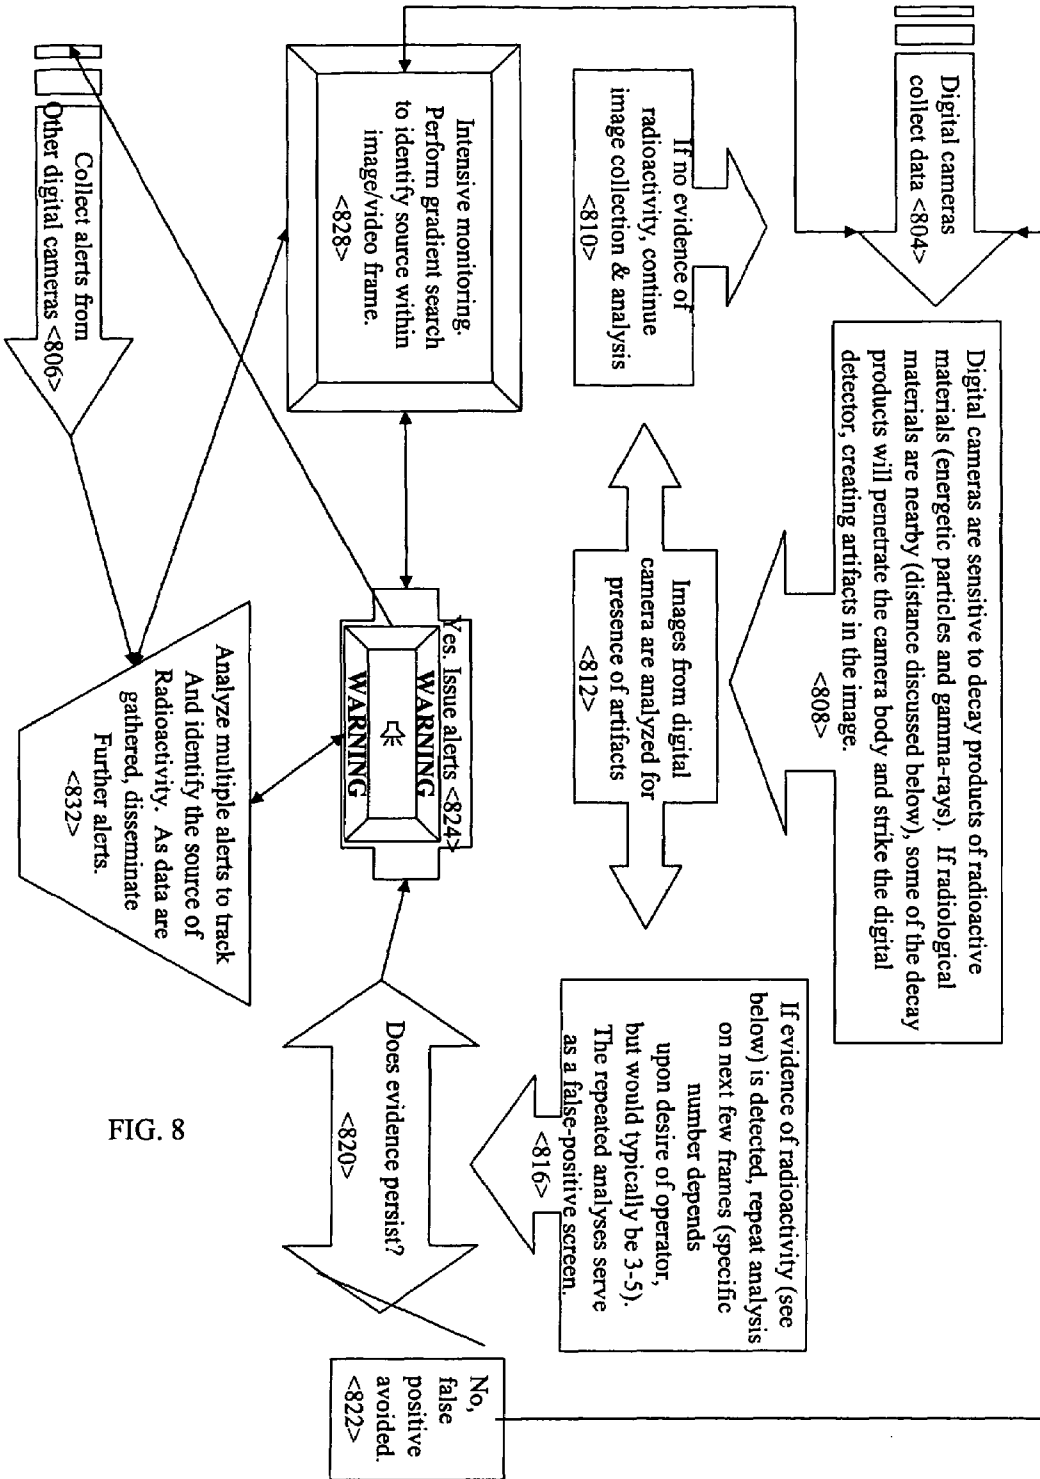 Digital cameras
collect data <804>
Digital cameras are sensitive to decay products of radioactive
materials (energetic particles and gamma-rays). If radiological
materials are nearby (distance discussed below), some of the decay
products will penetrate the camera body and strike the digital
detector, creating artifacts in the image.
<808>
If no evidence of
radioactivity, continue
image collection & analysis
<810>
Images from digital
camera are analyzed for
presence of artifacts
<812>
If evidence of radioactivity (see
below) is detected, repeat analysis
on next few frames (specific
number depends
upon desire of operator,
but would typically be 3-5).
The repeated analyses serve
as a false-positive screen.
<816>
Intensive monitoring.
Perform gradient search
to identify source within
image/video frame.
<828>
Yes. Issue alerts <824>
WARNING
WARNING
Does evidence persist?
<820>
No,
false
positive
avoided.
<822>
Collect alerts from
Other digital cameras <806>
Analyze multiple alerts to track
And identify the source of
Radioactivity. As data are
gathered, disseminate
Further alerts.
<832>
FIG. 8